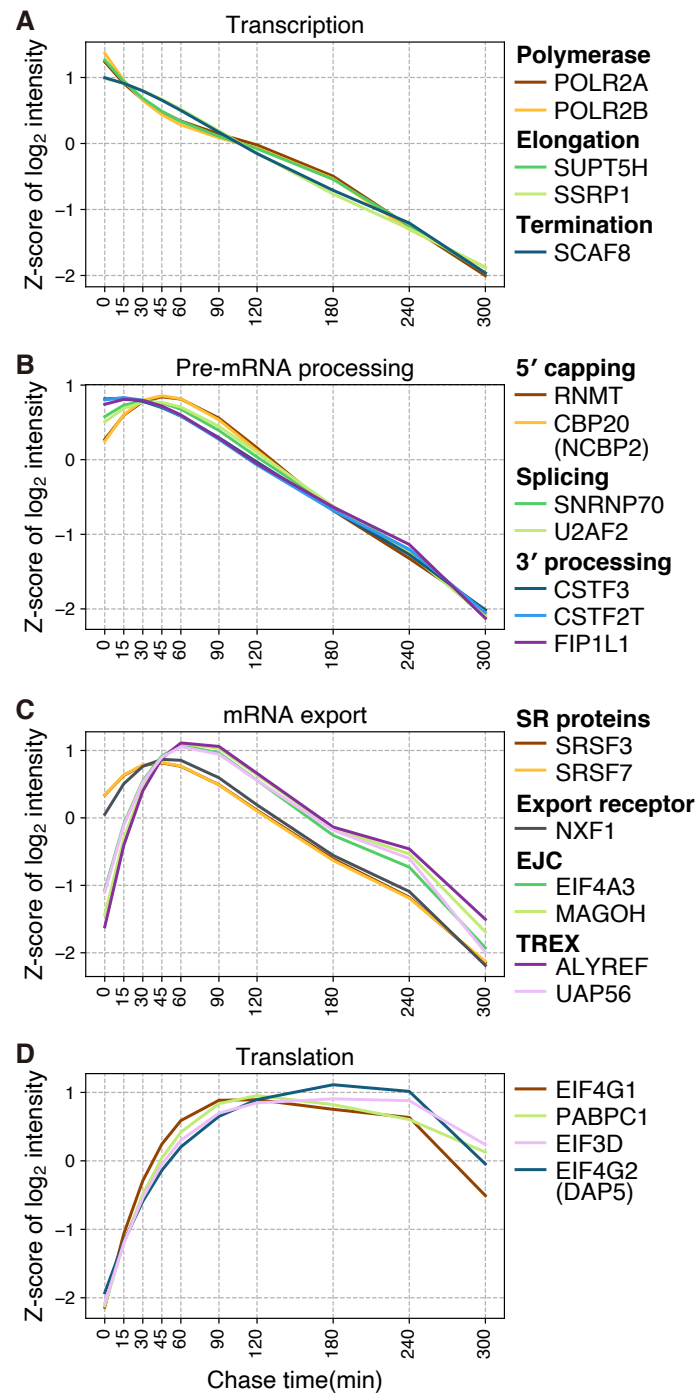 A
Transcription
Z-score of log2 intensity
1
0
−1
−2
0
15
30
45
60
90
120
180
240
300
Polymerase
POLR2A
POLR2B
Elongation
SUPT5H
SSRP1
Termination
SCAF8
B
Pre-mRNA processing
Z-score of log2 intensity
1
0
−1
−2
0
15
30
45
60
90
120
180
240
300
5′ capping
RNMT
CBP20
(NCBP2)
Splicing
SNRNP70
U2AF2
3′ processing
CSTF3
CSTF2T
FIP1L1
C
mRNA export
Z-score of log2 intensity
1
0
−1
−2
0
15
30
45
60
90
120
180
240
300
SR proteins
SRSF3
SRSF7
Export receptor
NXF1
EJC
EIF4A3
MAGOH
TREX
ALYREF
UAP56
D
Translation
Z-score of log2 intensity
1
0
−1
−2
0
15
30
45
60
90
120
180
240
300
Chase time(min)
EIF4G1
PABPC1
EIF3D
EIF4G2
(DAP5)